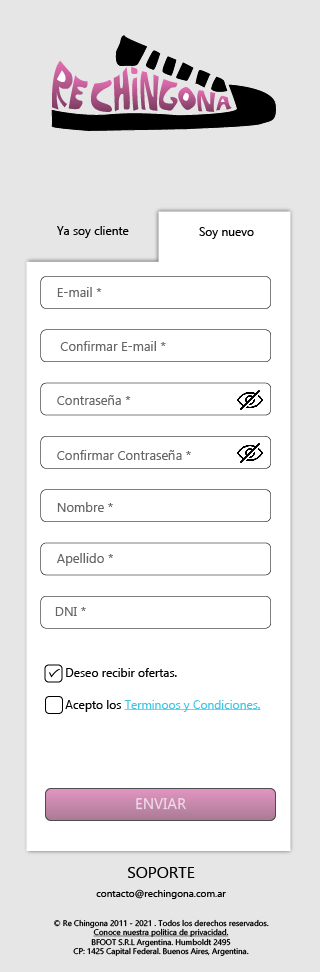 RE CHINGONA
Ya soy cliente
Soy nuevo
E-mail *
Confirmar E-mail *
Contraseña *
Confirmar Contraseña *
Nombre *
Apellido *
DNI *
Deseo recibir ofertas.
Acepto los Terminoos y Condiciones.
ENVIAR
SOPORTE
contacto@rechingona.com.ar
© Re Chingona 2011 - 2021 . Todos los derechos reservados.
Conoce nuestra política de privacidad.
BFOOT S.R.L Argentina. Humboldt 2495
CP: 1425 Capital Federal. Buenos Aires, Argentina.